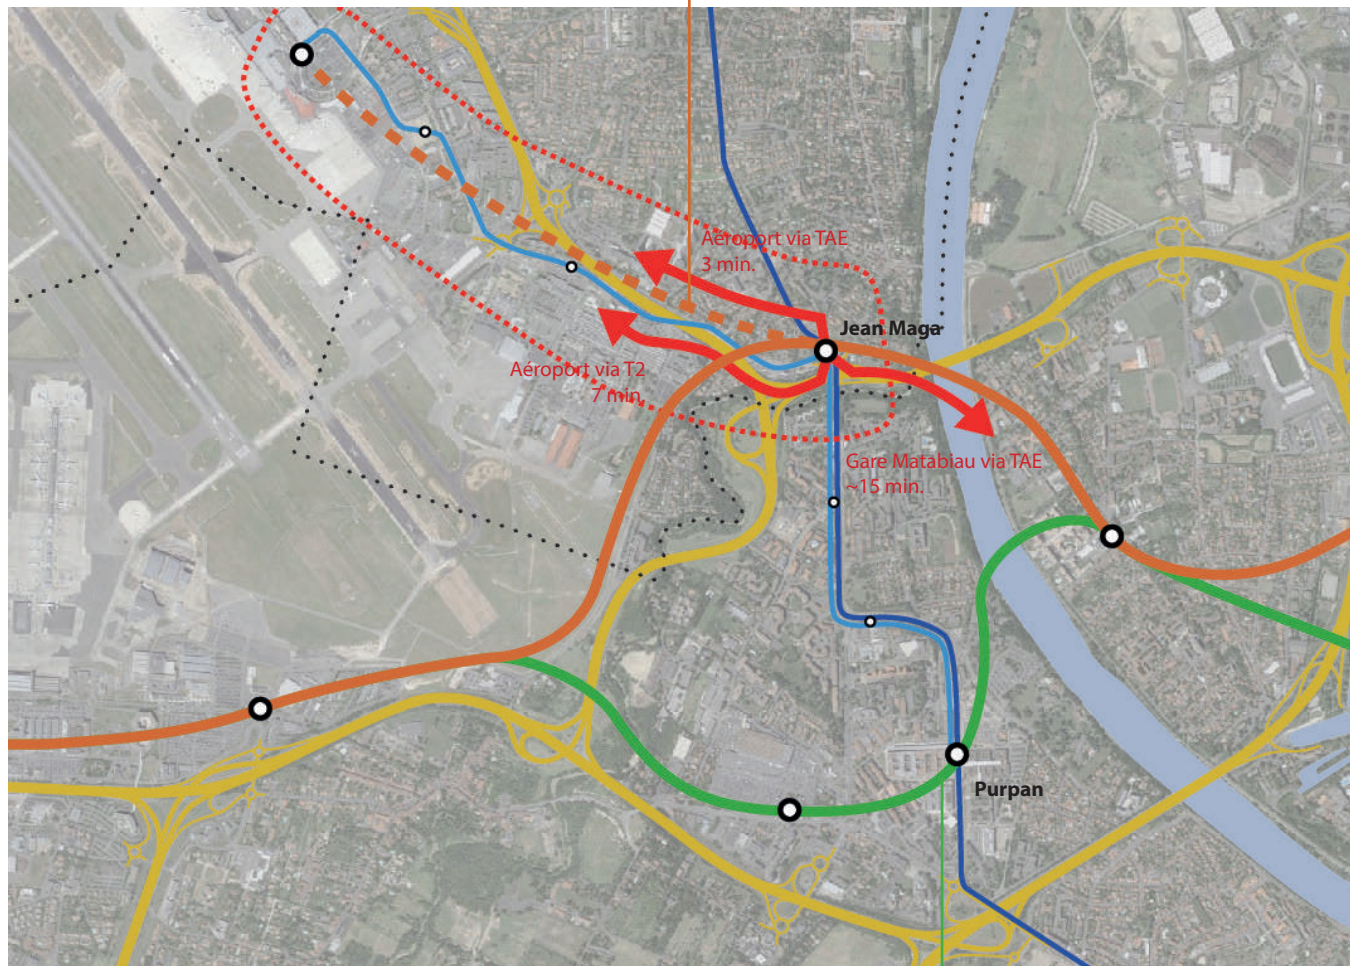 Aéroport via TAE
3 min.
Jean Maga
Aéroport via T2
7 min.
Gare Matabiau via TAE
~15 min.
Purpan